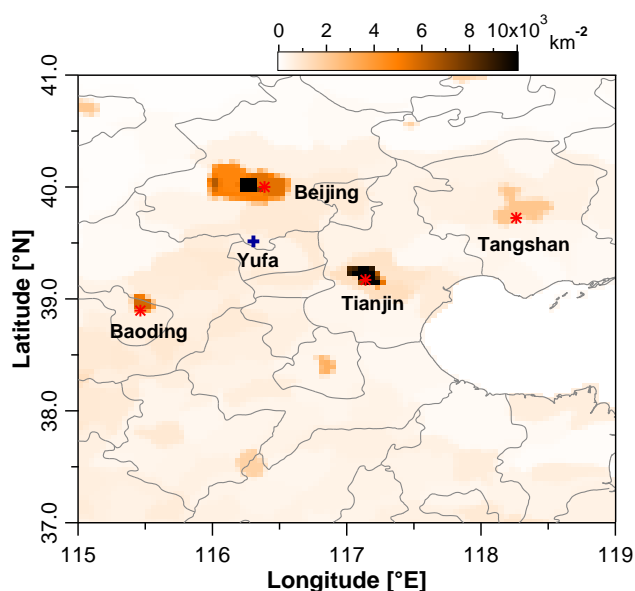 0 2 4 6 8 10x10³ km⁻²
41.0
40.0
39.0
38.0
37.0
Latitude [°N]
Beijing
Yufa
Tangshan
Tianjin
Baoding
115 116 117 118 119
Longitude [°E]